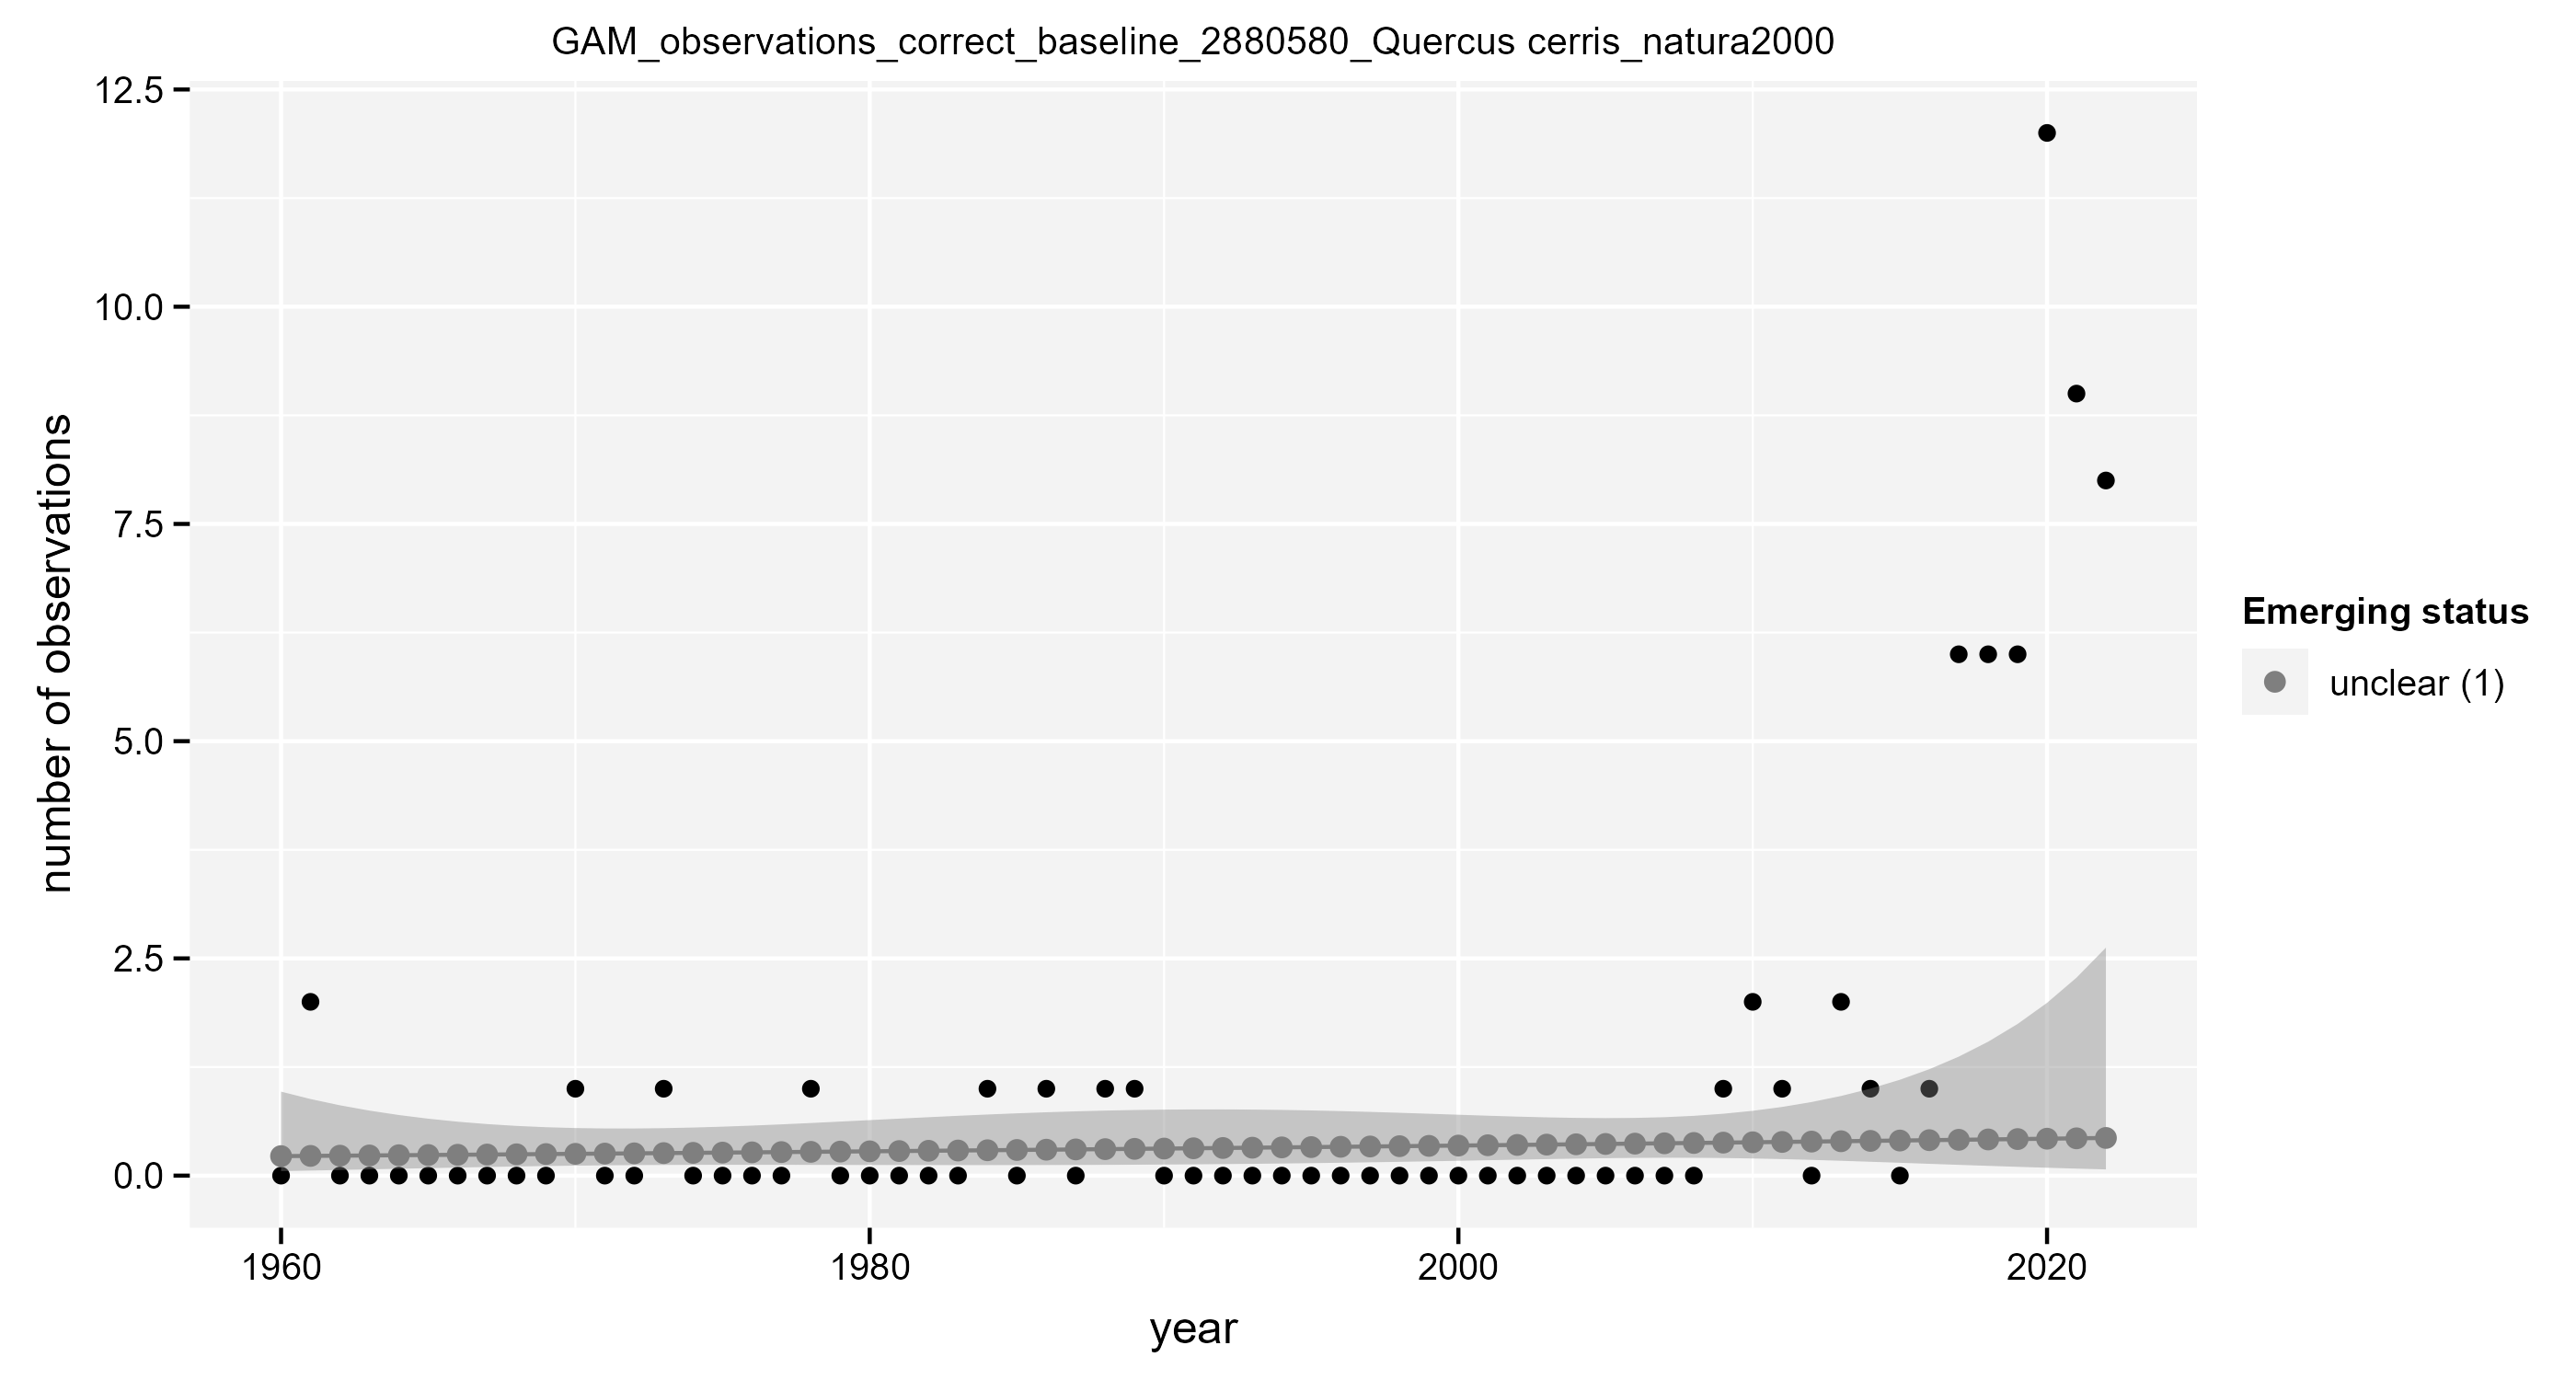 GAM_observations_correct_baseline_2880580_Quercus cerris_natura2000
12.5
10.0
7.5
5.0
2.5
0.0
number of observations
1960
1980
2000
2020
year
Emerging status
unclear (1)